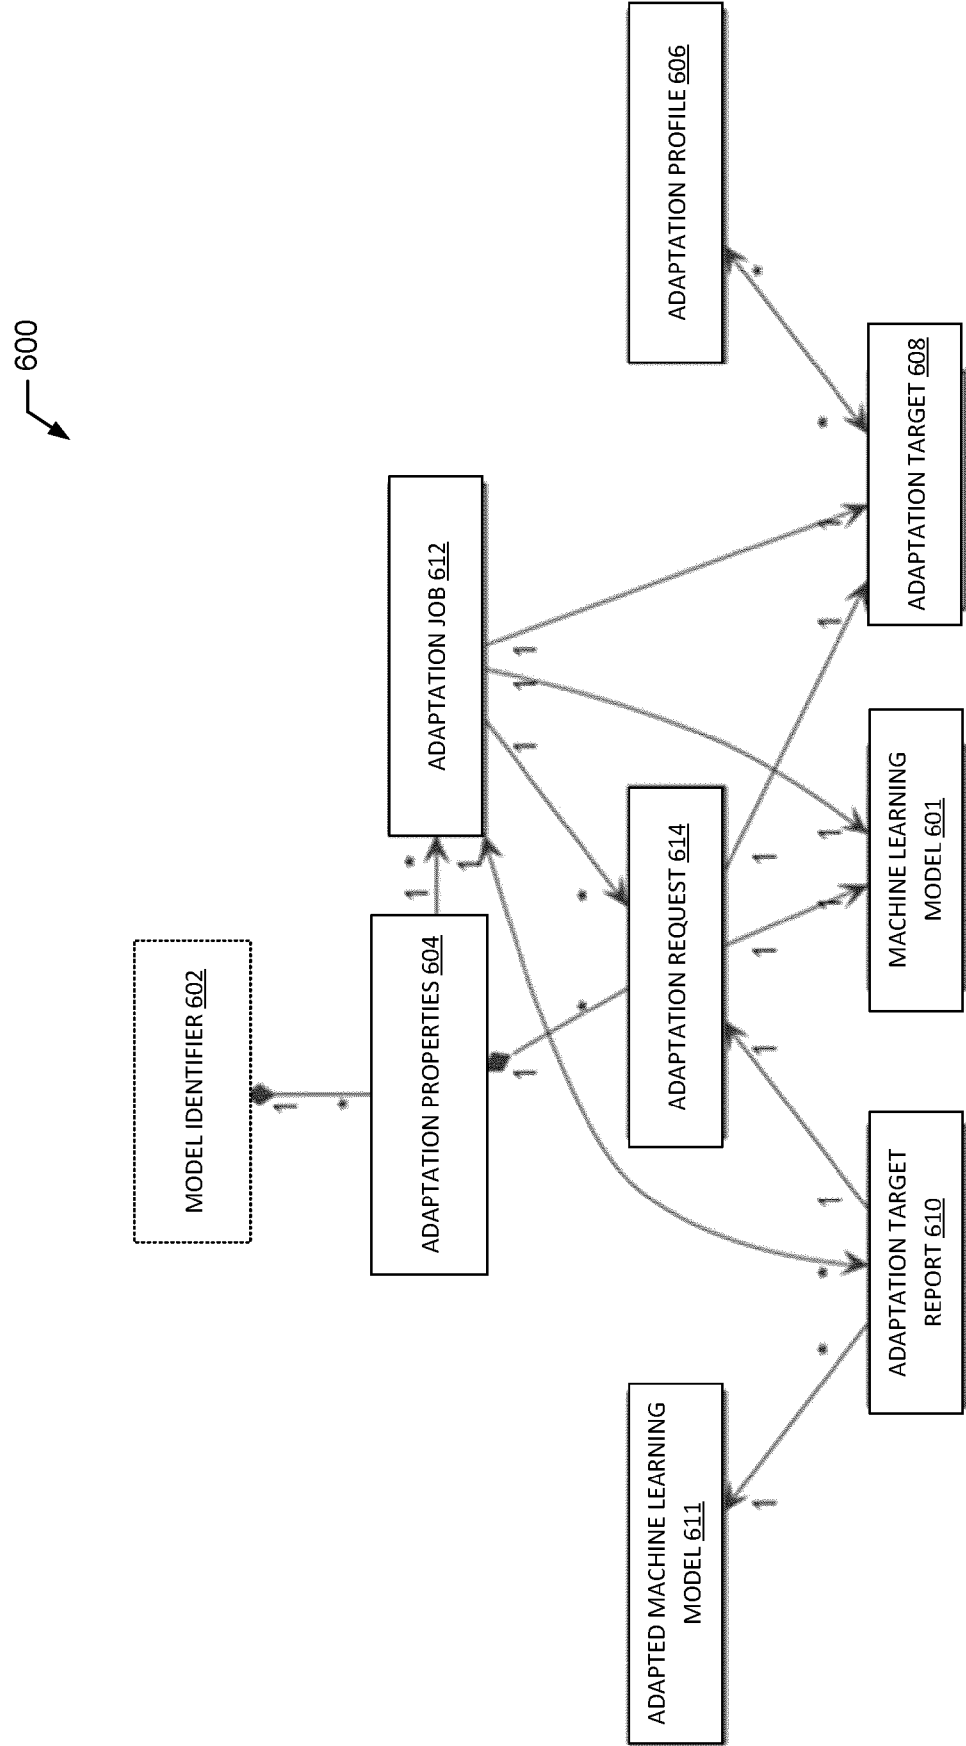 600
MODEL IDENTIFIER 602
1
*
ADAPTATION PROPERTIES 604
1
*
1
*
ADAPTATION JOB 612
1
1
1
1
*
*
ADAPTATION REQUEST 614
1
1
1
1
1
1
1
ADAPTATION PROFILE 606
*
*
ADAPTED MACHINE LEARNING
MODEL 611
1
*
*
1
ADAPTATION TARGET
REPORT 610
MACHINE LEARNING
MODEL 601
ADAPTATION TARGET 608